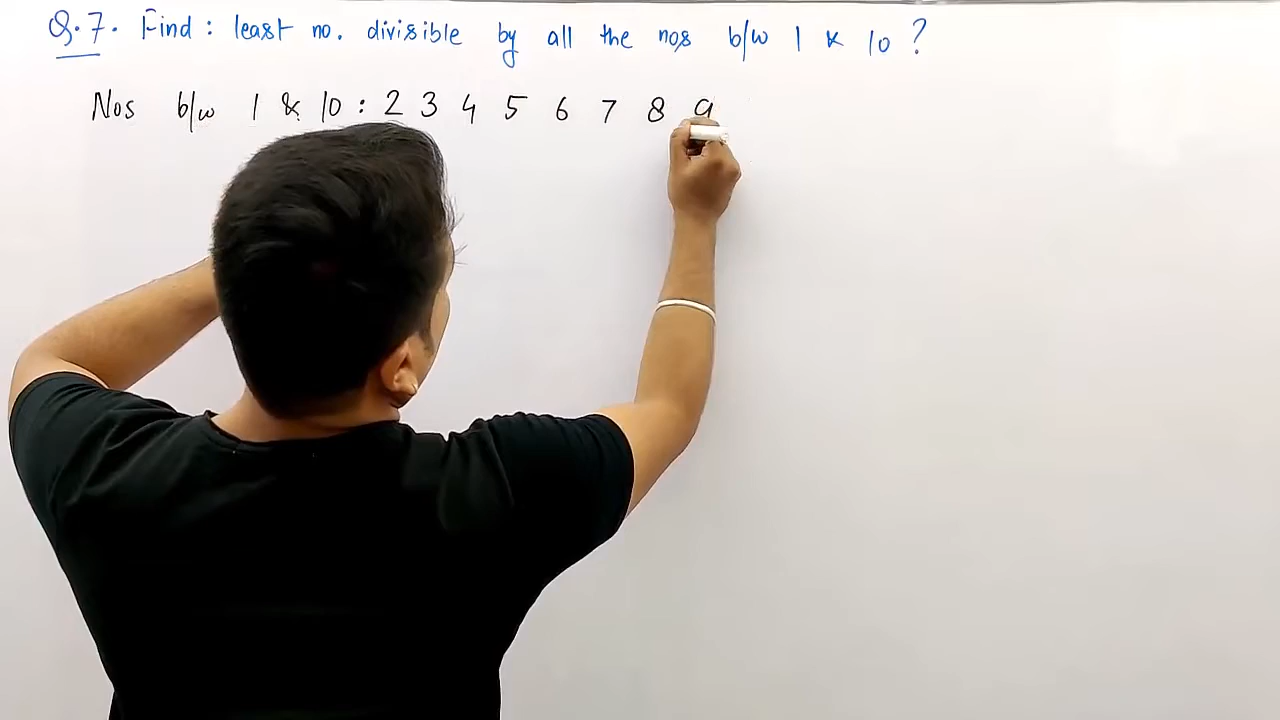 Q.7. Find : least no. divisible by all the nos b/w 1 & 10 ?
Nos b/w 1 & 10 : 2 3 4 5 6 7 8 9